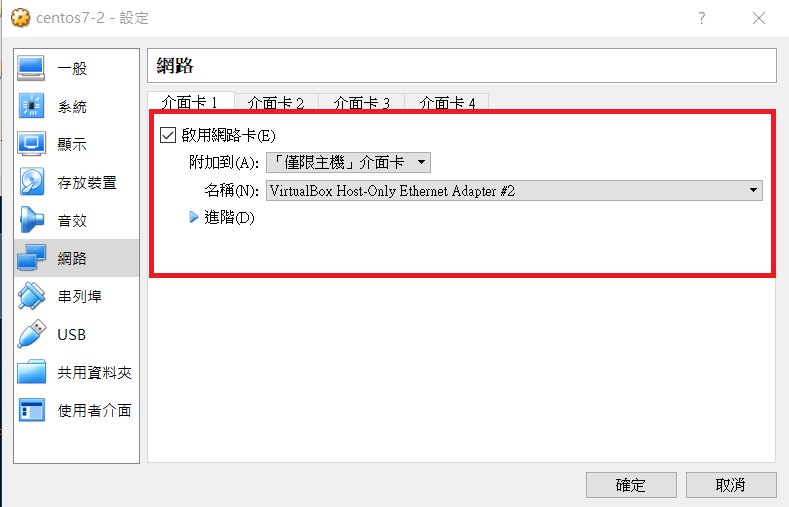 centos7-2 - 設定
一般
系統
顯示
存放裝置
音效
網路
串列埠
USB
共用資料夾
使用者介面
網路
介面卡 1 介面卡 2 介面卡 3 介面卡 4
啟用網路卡(E)
附加到(A): 「僅限主機」介面卡
名稱(N): VirtualBox Host-Only Ethernet Adapter #2
進階(D)
確定 取消